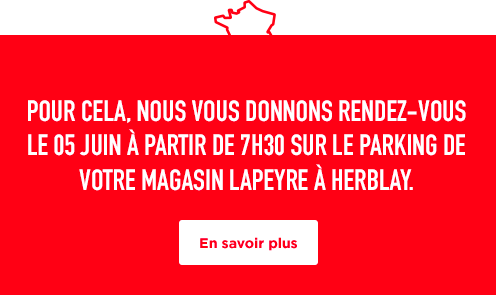 POUR CELA, NOUS VOUS DONNONS RENDEZ-VOUS
LE 05 JUIN À PARTIR DE 7H30 SUR LE PARKING DE
VOTRE MAGASIN LAPEYRE À HERBLAY.
En savoir plus